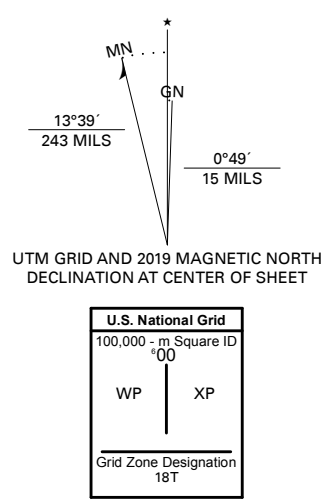 ★
MN
GN
13°39´
243 MILS
0°49´
15 MILS
UTM GRID AND 2019 MAGNETIC NORTH
DECLINATION AT CENTER OF SHEET
U.S. National Grid
100,000 - m Square ID
⁶00
WP XP
Grid Zone Designation
18T